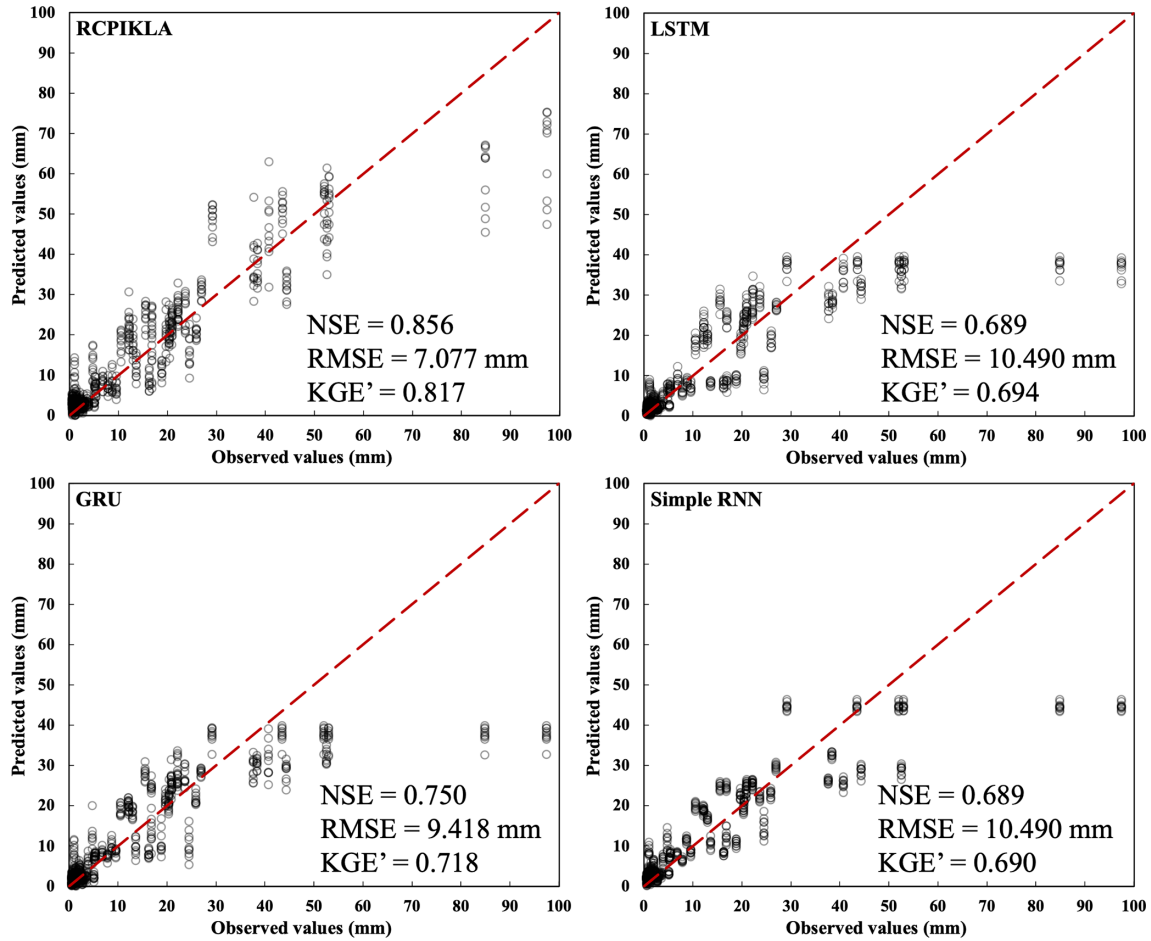 RCPIKLA
Predicted values (mm)
100
90
80
70
60
50
40
30
20
10
0
NSE = 0.856
RMSE = 7.077 mm
KGE’ = 0.817
0 10 20 30 40 50 60 70 80 90 100
Observed values (mm)
LSTM
Predicted values (mm)
100
90
80
70
60
50
40
30
20
10
0
NSE = 0.689
RMSE = 10.490 mm
KGE’ = 0.694
0 10 20 30 40 50 60 70 80 90 100
Observed values (mm)
GRU
Predicted values (mm)
100
90
80
70
60
50
40
30
20
10
0
NSE = 0.750
RMSE = 9.418 mm
KGE’ = 0.718
0 10 20 30 40 50 60 70 80 90 100
Observed values (mm)
Simple RNN
Predicted values (mm)
100
90
80
70
60
50
40
30
20
10
0
NSE = 0.689
RMSE = 10.490 mm
KGE’ = 0.690
0 10 20 30 40 50 60 70 80 90 100
Observed values (mm)